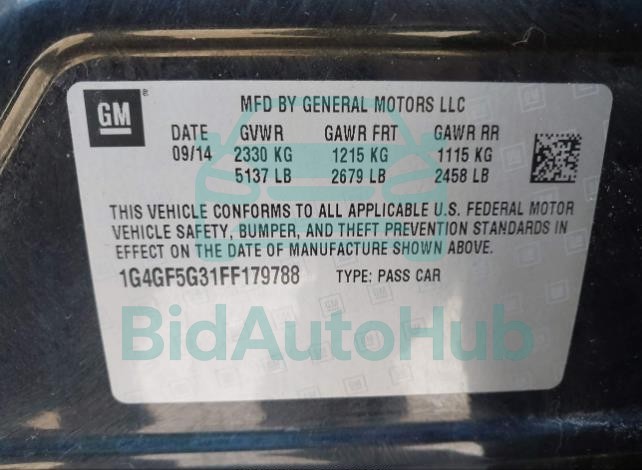 GM ®
MFD BY GENERAL MOTORS LLC
DATE GVWR GAWR FRT GAWR RR
09/14 2330 KG 1215 KG 1115 KG
5137 LB 2679 LB 2458 LB
THIS VEHICLE CONFORMS TO ALL APPLICABLE U.S. FEDERAL MOTOR
VEHICLE SAFETY, BUMPER, AND THEFT PREVENTION STANDARDS IN
EFFECT ON THE DATE OF MANUFACTURE SHOWN ABOVE.
1G4GF5G31FF179788 TYPE: PASS CAR
BidAutoHub